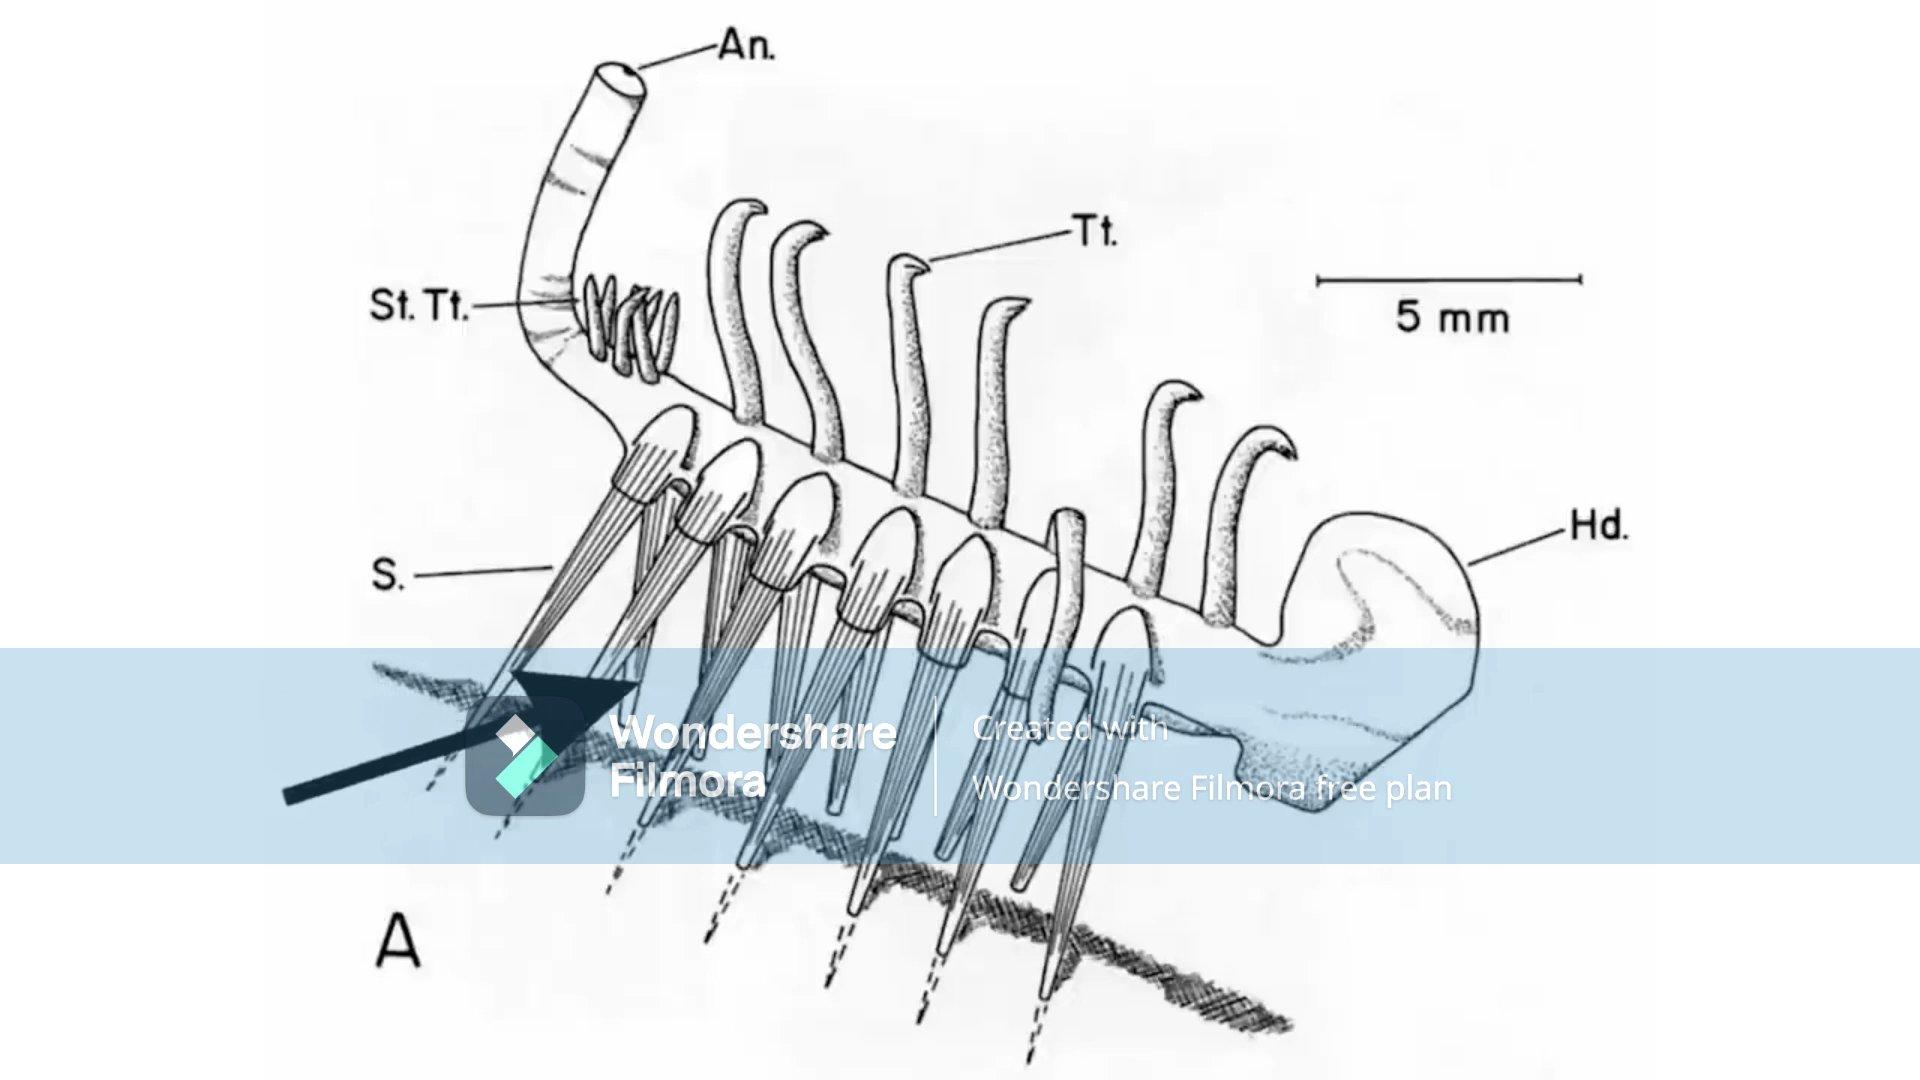 An.
Tt.
St. Tt.
5 mm
Hd.
S.
Wondershare
Filmora
Created with
Wondershare Filmora free plan
A